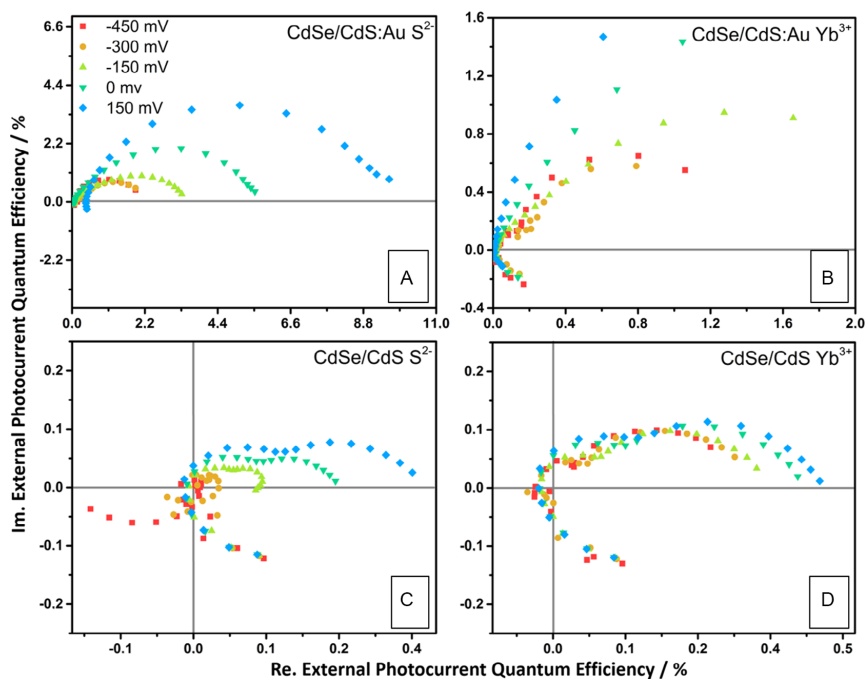 CdSe/CdS:Au S²⁻
-450 mV
-300 mV
-150 mV
0 mv
150 mV
6.6
4.4
2.2
0.0
-2.2
0.0 2.2 4.4 6.6 8.8 11.0
A
CdSe/CdS:Au Yb³⁺
1.6
1.2
0.8
0.4
0.0
-0.4
0.0 0.4 0.8 1.2 1.6 2.0
B
CdSe/CdS S²⁻
0.2
0.1
0.0
-0.1
-0.2
-0.1 0.0 0.1 0.2 0.4
C
CdSe/CdS Yb³⁺
0.2
0.1
0.0
-0.1
-0.2
0.0 0.1 0.2 0.4 0.5
D
Im. External Photocurrent Quantum Efficiency / %
Re. External Photocurrent Quantum Efficiency / %